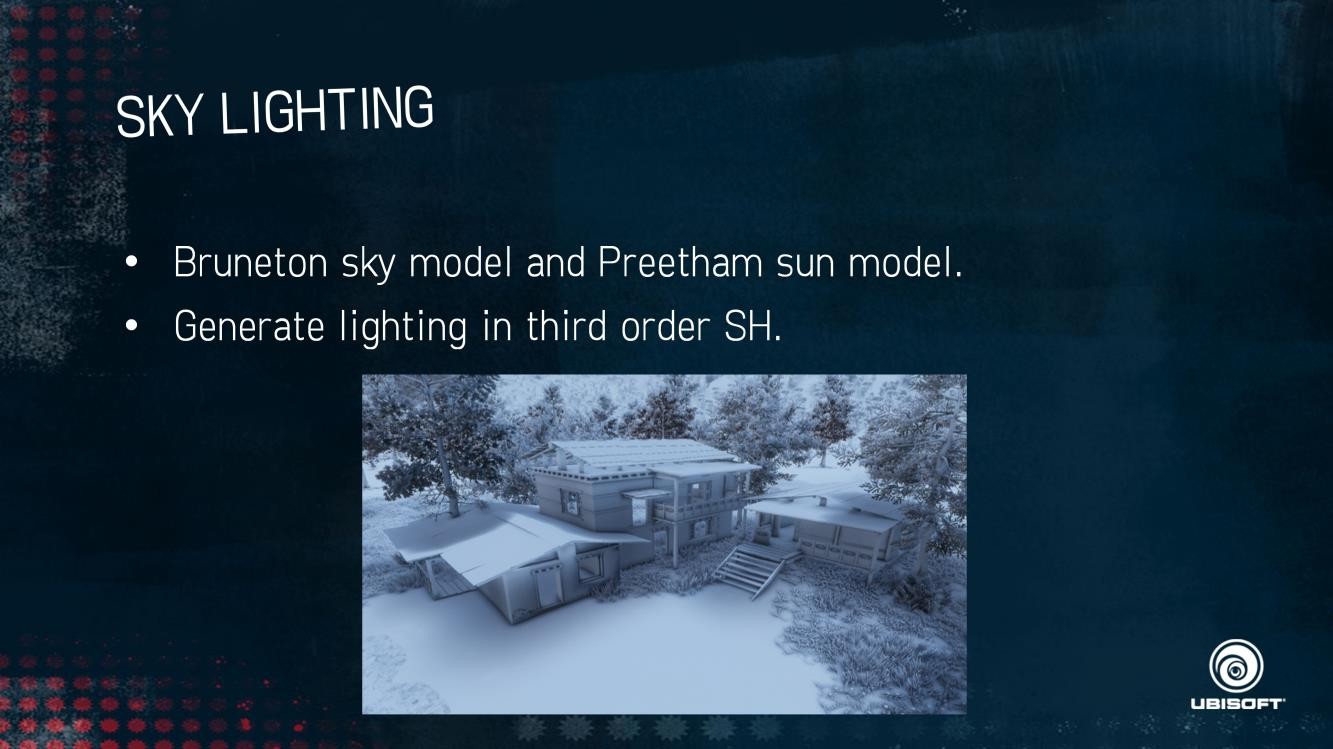 SKY LIGHTING
• Bruneton sky model and Preetham sun model.
• Generate lighting in third order SH.
UBISOFT